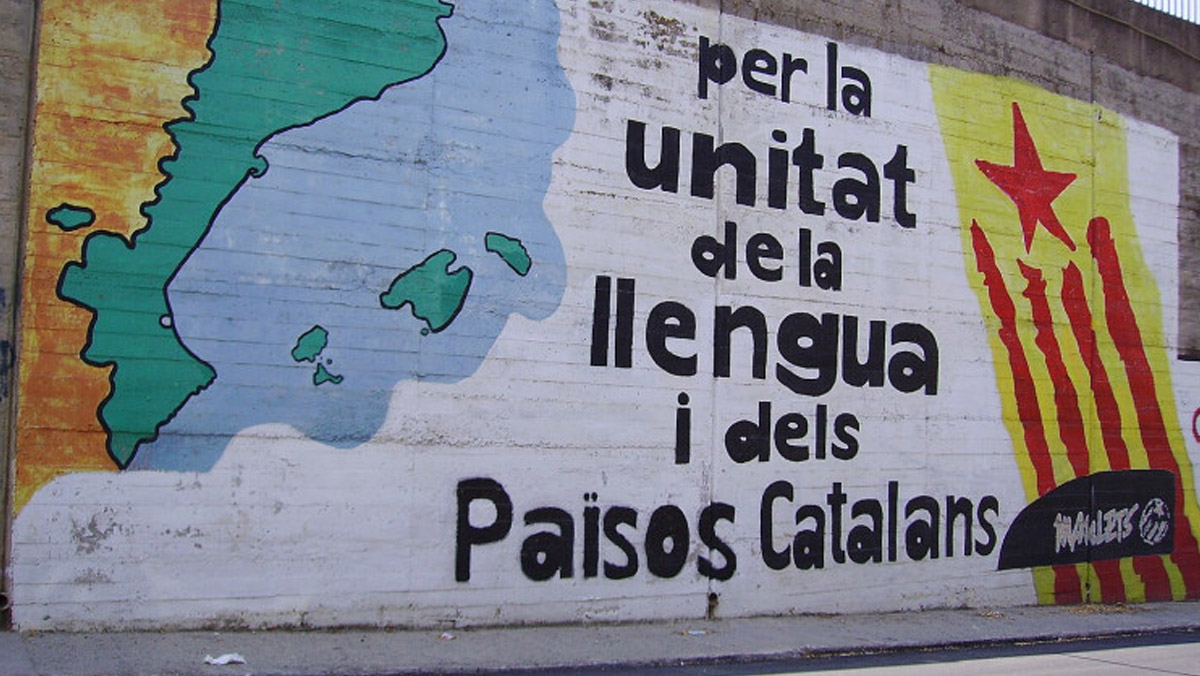 per la
unitat
de la
llengua
i dels
Països Catalans
MAULETS